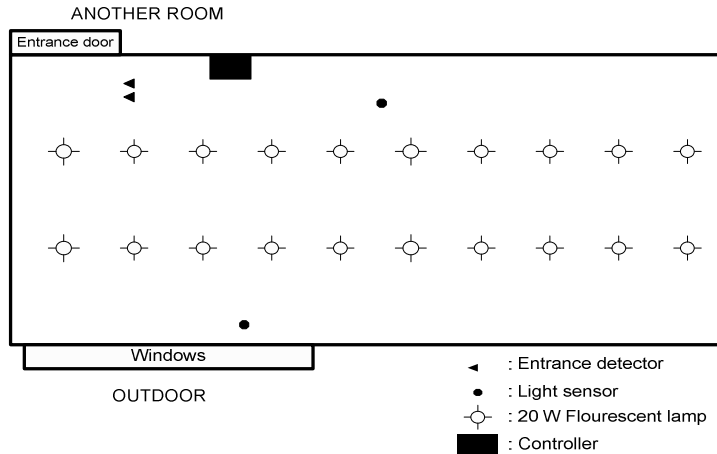 ANOTHER ROOM
Entrance door
Windows
OUTDOOR
: Entrance detector
: Light sensor
: 20 W Flourescent lamp
: Controller